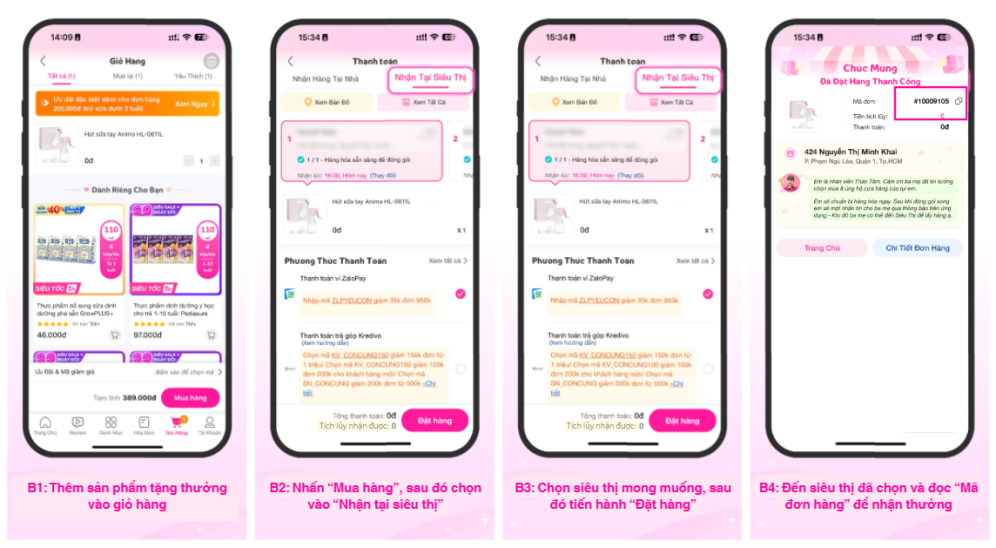 14:09
Giỏ Hàng
Tất cả (1)
Mua lại (1)
Yêu Thích (1)
Ưu đãi đặc biệt dành cho đơn hàng
200.000đ (trừ sữa dưới 2 tuổi)
Xem Ngay
Hút sữa tay Animo HL-0611L
0đ
1
Danh Riêng Cho Bạn
110
4
110
4
SIÊU TỐC
SIÊU TỐC
Thực phẩm bổ sung sữa dinh
dưỡng pha sẵn GrowPLUS+
46.000đ
Thực phẩm dinh dưỡng y học
cho trẻ 1-10 tuổi: Pediasure
97.000đ
Ưu Đãi & Mã giảm giá
Bấm vào để chọn mã
Tạm tính 389.000đ
Mua hàng
Trang Chủ
Review
Danh Mục
Hóa Đơn
Giỏ Hàng
Tài Khoản
B1: Thêm sản phẩm tặng thưởng
vào giỏ hàng
15:34
Thanh toán
Nhận Hàng Tại Nhà
Nhận Tại Siêu Thị
Xem Bản Đồ
Xem Tất Cả
1
2
1 / 1 - Hàng hóa sẵn sàng để đóng gói
Nhận lúc: 16:00, Hôm nay (Thay đổi)
Hút sữa tay Animo HL-0611L
0đ
x 1
Phương Thức Thanh Toán
Xem tất cả
Thanh toán ví ZaloPay
Nhập mã ZLPYEUCON giảm 35k đơn 950k
Thanh toán trả góp Kredivo
(Xem hướng dẫn)
Chọn mã KV_CONCUNG150 giảm 150k đơn từ
1 triệu/ Chọn mã KV_CONCUNG100 giảm 100k
đơn 200k cho khách hàng mới/ Chọn mã
SN_CONCUNG giảm 200k đơn từ 500k »Chi
tiết
Tổng thanh toán: 0đ
Tích lũy nhận được: 0
Đặt hàng
B2: Nhấn “Mua hàng”, sau đó chọn
vào “Nhận tại siêu thị”
15:34
Thanh toán
Nhận Hàng Tại Nhà
Nhận Tại Siêu Thị
Xem Bản Đồ
Xem Tất Cả
1
2
1 / 1 - Hàng hóa sẵn sàng để đóng gói
Nhận lúc: 16:00, Hôm nay (Thay đổi)
Hút sữa tay Animo HL-0611L
0đ
x 1
Phương Thức Thanh Toán
Xem tất cả
Thanh toán ví ZaloPay
Nhập mã ZLPYEUCON giảm 35k đơn 950k
Thanh toán trả góp Kredivo
(Xem hướng dẫn)
Chọn mã KV_CONCUNG150 giảm 150k đơn từ
1 triệu/ Chọn mã KV_CONCUNG100 giảm 100k
đơn 200k cho khách hàng mới/ Chọn mã
SN_CONCUNG giảm 200k đơn từ 500k »Chi
tiết
Tổng thanh toán: 0đ
Tích lũy nhận được: 0
Đặt hàng
B3: Chọn siêu thị mong muốn, sau
đó tiến hành “Đặt hàng”
15:34
Chúc Mừng
Đã Đặt Hàng Thành Công
Mã đơn: #10009105
Tiền tích lũy: 0
Thanh toán: 0đ
424 Nguyễn Thị Minh Khai
P. Phạm Ngũ Lão, Quận 1, Tp.HCM
Em là nhân viên Thảo Tâm. Cảm ơn ba mẹ đã tin tưởng
chọn mua & ủng hộ cửa hàng của tụi em.
Em sẽ chuẩn bị hàng hóa ngay. Sau khi đóng gói xong
em sẽ một nhắn tin cho ba mẹ qua thông báo trên ứng
dụng - Khi đó ba mẹ có thể đến Siêu Thị để lấy hàng ạ.
Trang Chủ
Chi Tiết Đơn Hàng
B4: Đến siêu thị đã chọn và đọc “Mã
đơn hàng” để nhận thưởng